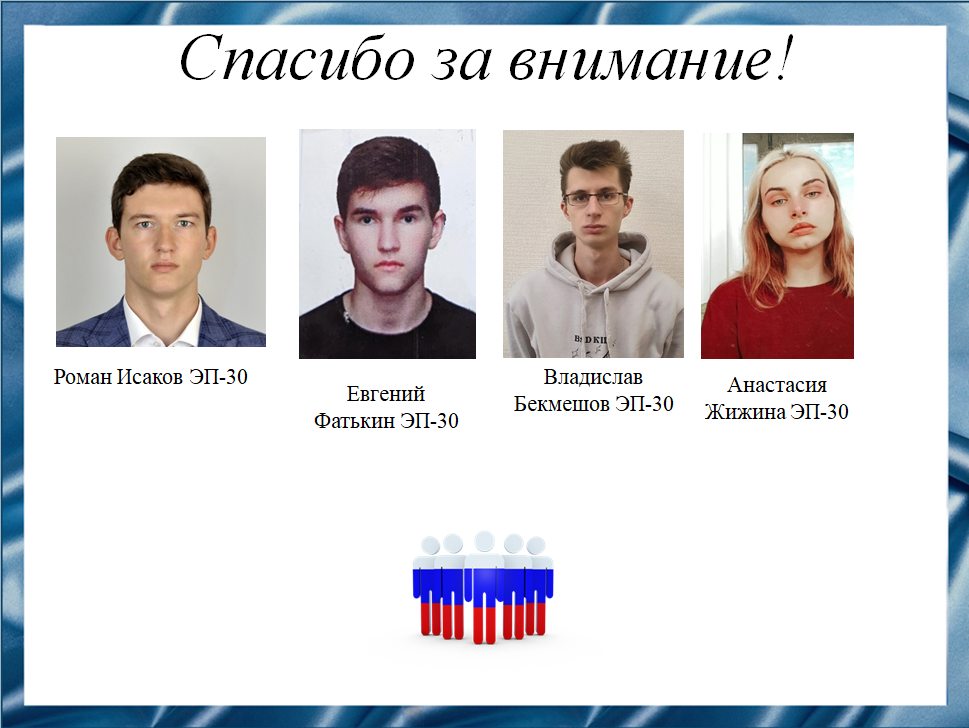 Спасибо за внимание!
Роман Исаков ЭП-30
Евгений
Фатькин ЭП-30
Владислав
Бекмешов ЭП-30
Анастасия
Жижина ЭП-30